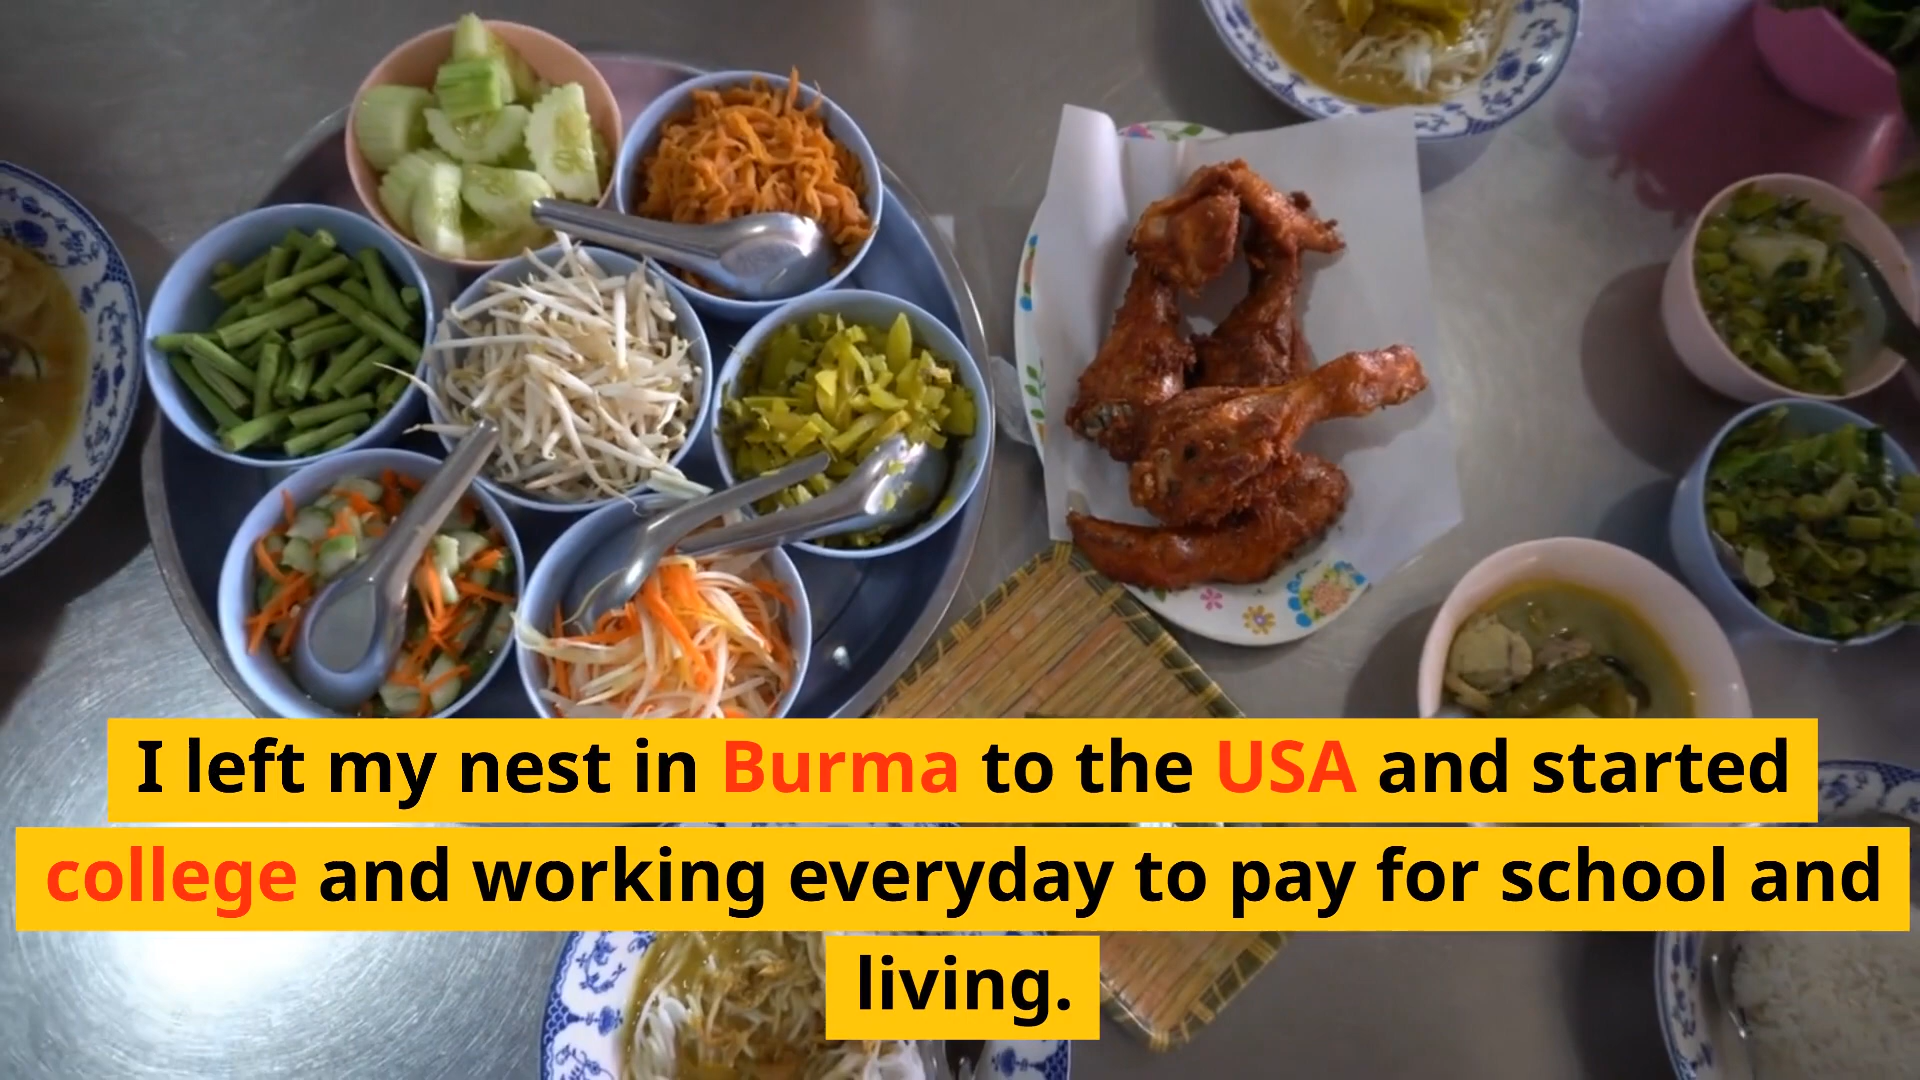 I left my nest in Burma to the USA and started
college and working everyday to pay for school and
living.